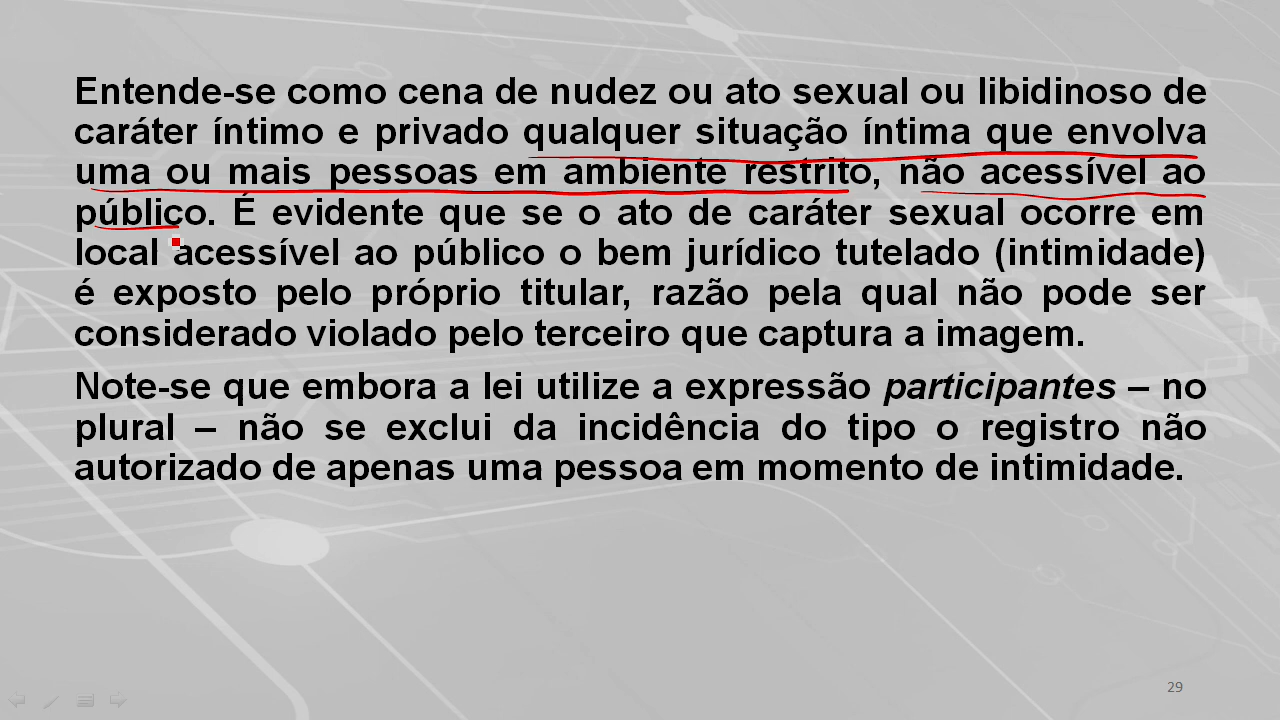 Entende-se como cena de nudez ou ato sexual ou libidinoso de
caráter íntimo e privado qualquer situação íntima que envolva
uma ou mais pessoas em ambiente restrito, não acessível ao
público. É evidente que se o ato de caráter sexual ocorre em
local acessível ao público o bem jurídico tutelado (intimidade)
é exposto pelo próprio titular, razão pela qual não pode ser
considerado violado pelo terceiro que captura a imagem.
Note-se que embora a lei utilize a expressão participantes – no
plural – não se exclui da incidência do tipo o registro não
autorizado de apenas uma pessoa em momento de intimidade.
29